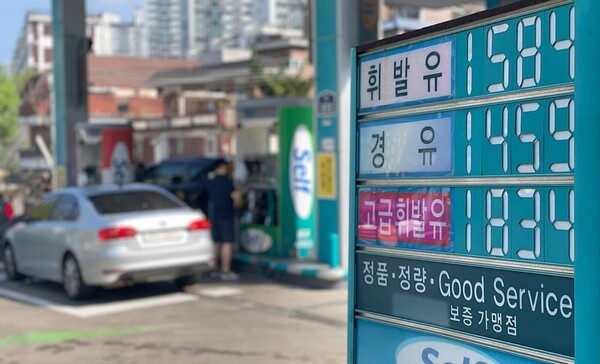 휘발유 1584
경유 1459
고급휘발유 1834
정품·정량·Good Service
보증 가맹점
Self
Self